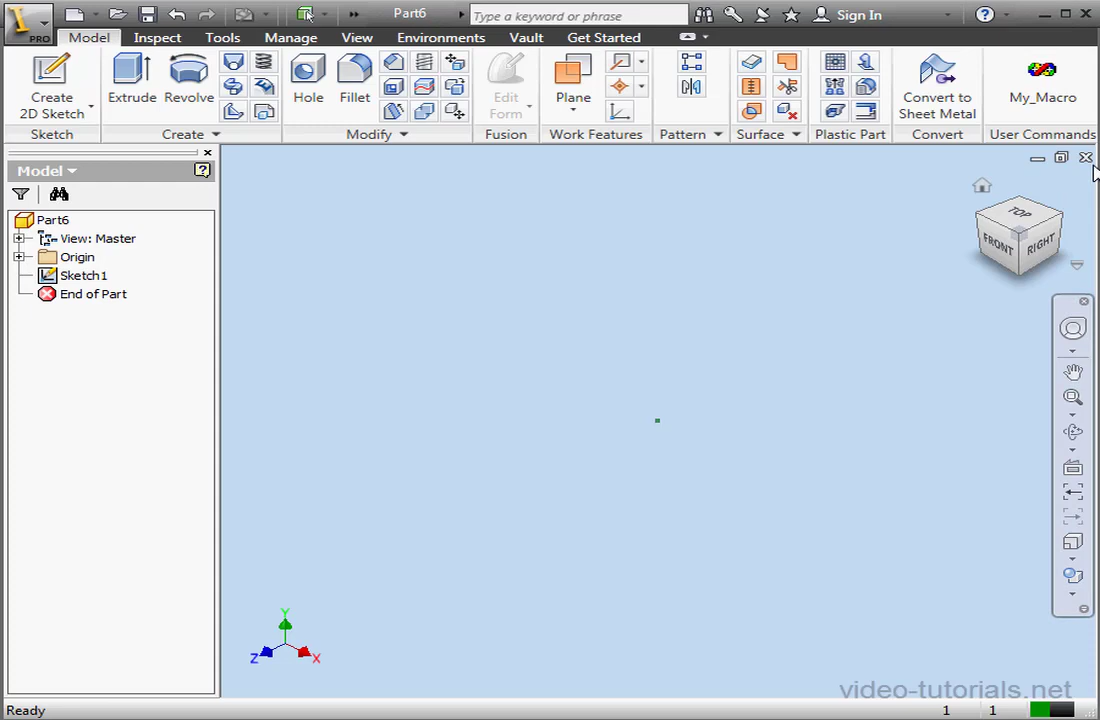 PRO
Part6
Type a keyword or phrase
Sign In
Model
Inspect
Tools
Manage
View
Environments
Vault
Get Started
Create
2D Sketch
Extrude
Revolve
Hole
Fillet
Edit
Form
Plane
Convert to
Sheet Metal
My_Macro
Sketch
Create
Modify
Fusion
Work Features
Pattern
Surface
Plastic Part
Convert
User Commands
Model
Part6
View: Master
Origin
Sketch1
End of Part
TOP
FRONT
RIGHT
Y
Z
X
video-tutorials.net
Ready
1
1